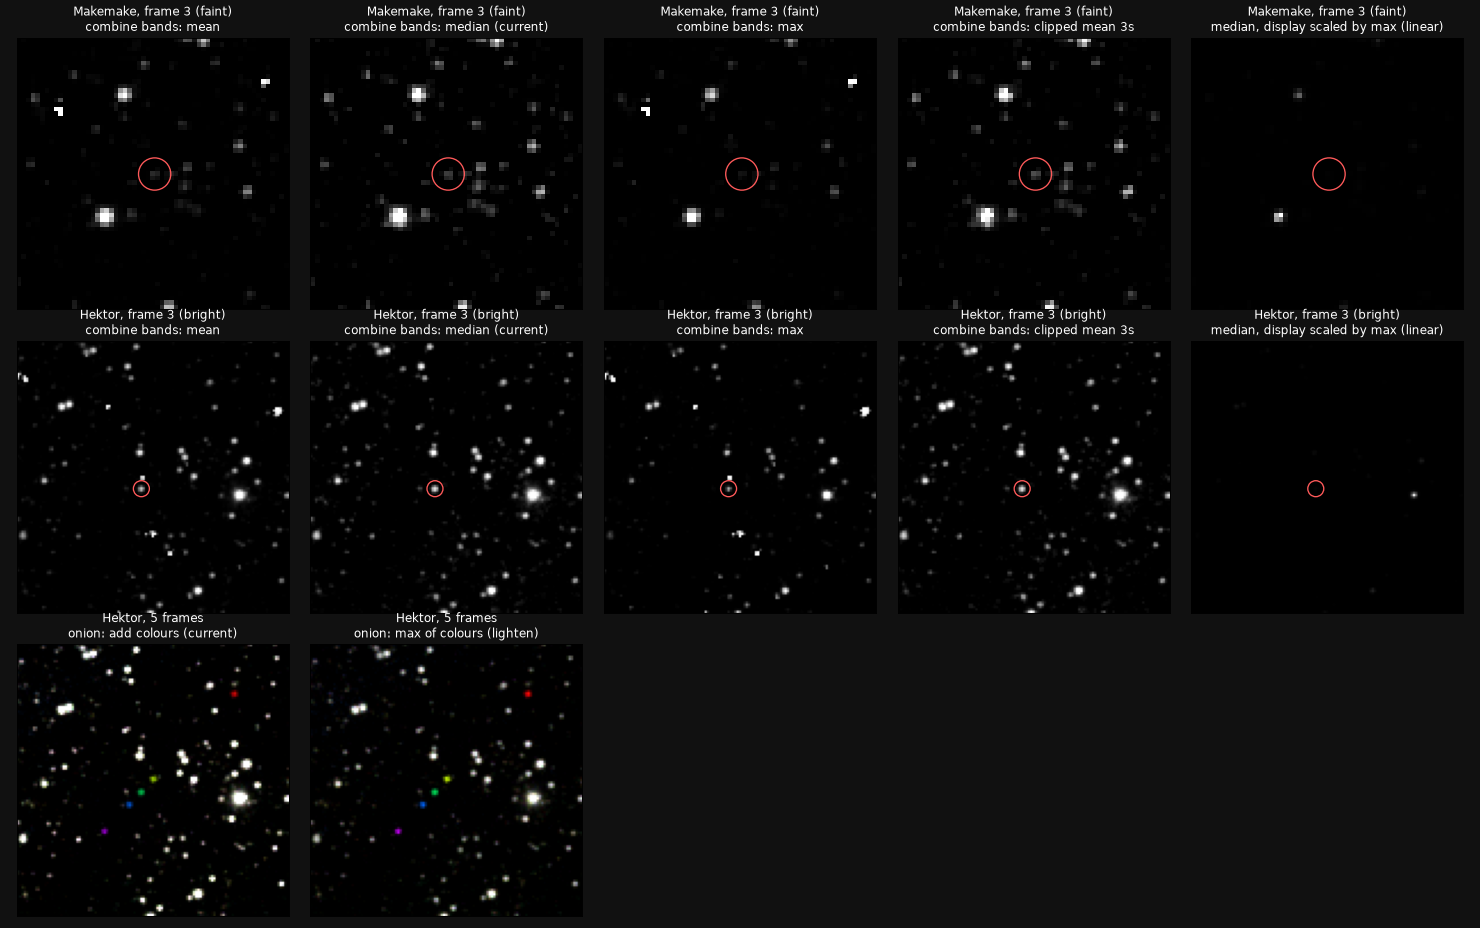 Makemake, frame 3 (faint)
combine bands: mean
Makemake, frame 3 (faint)
combine bands: median (current)
Makemake, frame 3 (faint)
combine bands: max
Makemake, frame 3 (faint)
combine bands: clipped mean 3s
Makemake, frame 3 (faint)
median, display scaled by max (linear)
Hektor, frame 3 (bright)
combine bands: mean
Hektor, frame 3 (bright)
combine bands: median (current)
Hektor, frame 3 (bright)
combine bands: max
Hektor, frame 3 (bright)
combine bands: clipped mean 3s
Hektor, frame 3 (bright)
median, display scaled by max (linear)
Hektor, 5 frames
onion: add colours (current)
Hektor, 5 frames
onion: max of colours (lighten)